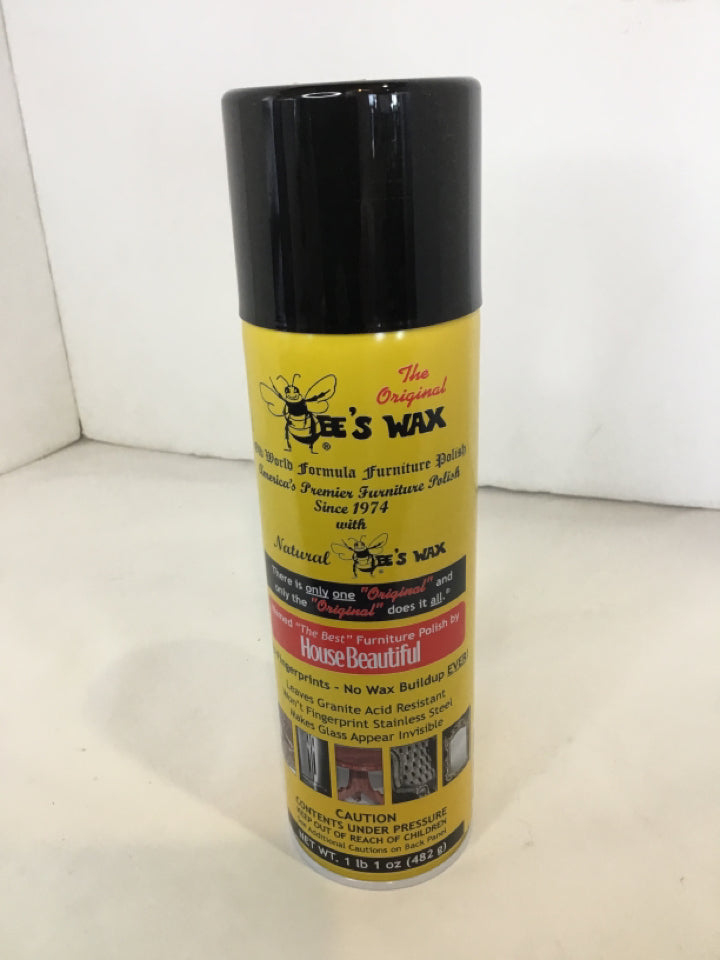 The
Original
BEE'S WAX
®
Old World Formula Furniture Polish
America's Premier Furniture Polish
Since 1974
with
Natural BEE'S WAX
®
There is only one "Original" and
only the "Original" does it all.®
Named "The Best" Furniture Polish by
House Beautiful
Fingerprints - No Wax Buildup EVER!
Leaves Granite Acid Resistant
Won't Fingerprint Stainless Steel
Makes Glass Appear Invisible
CAUTION
CONTENTS UNDER PRESSURE
KEEP OUT OF REACH OF CHILDREN
See Additional Cautions on Back Panel
NET WT. 1 lb 1 oz (482 g)